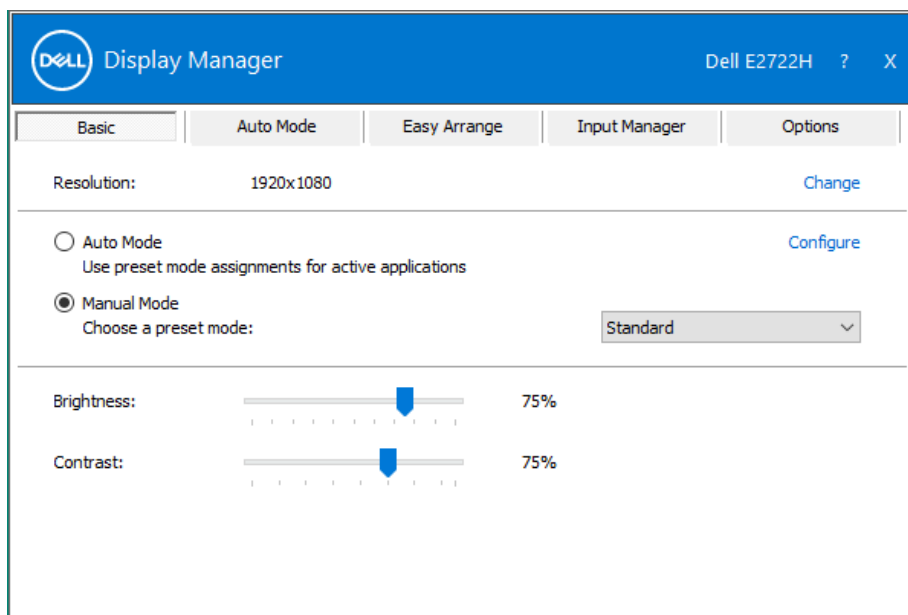 DELL Display Manager Dell E2722H ? X
Basic Auto Mode Easy Arrange Input Manager Options
Resolution: 1920x1080 Change
Auto Mode Configure
Use preset mode assignments for active applications
Manual Mode
Choose a preset mode: Standard
Brightness: 75%
Contrast: 75%